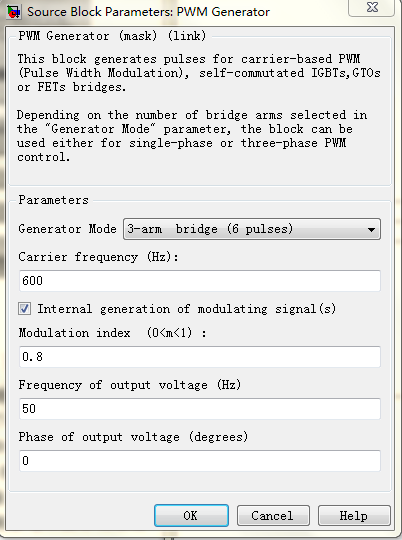 Source Block Parameters: PWM Generator
PWM Generator (mask) (link)
This block generates pulses for carrier-based PWM
(Pulse Width Modulation), self-commutated IGBTs,GTOs
or FETs bridges.
Depending on the number of bridge arms selected in
the "Generator Mode" parameter, the block can be
used either for single-phase or three-phase PWM
control.
Parameters
Generator Mode 3-arm bridge (6 pulses)
Carrier frequency (Hz):
600
Internal generation of modulating signal(s)
Modulation index (0<m<1) :
0.8
Frequency of output voltage (Hz)
50
Phase of output voltage (degrees)
0
OK Cancel Help